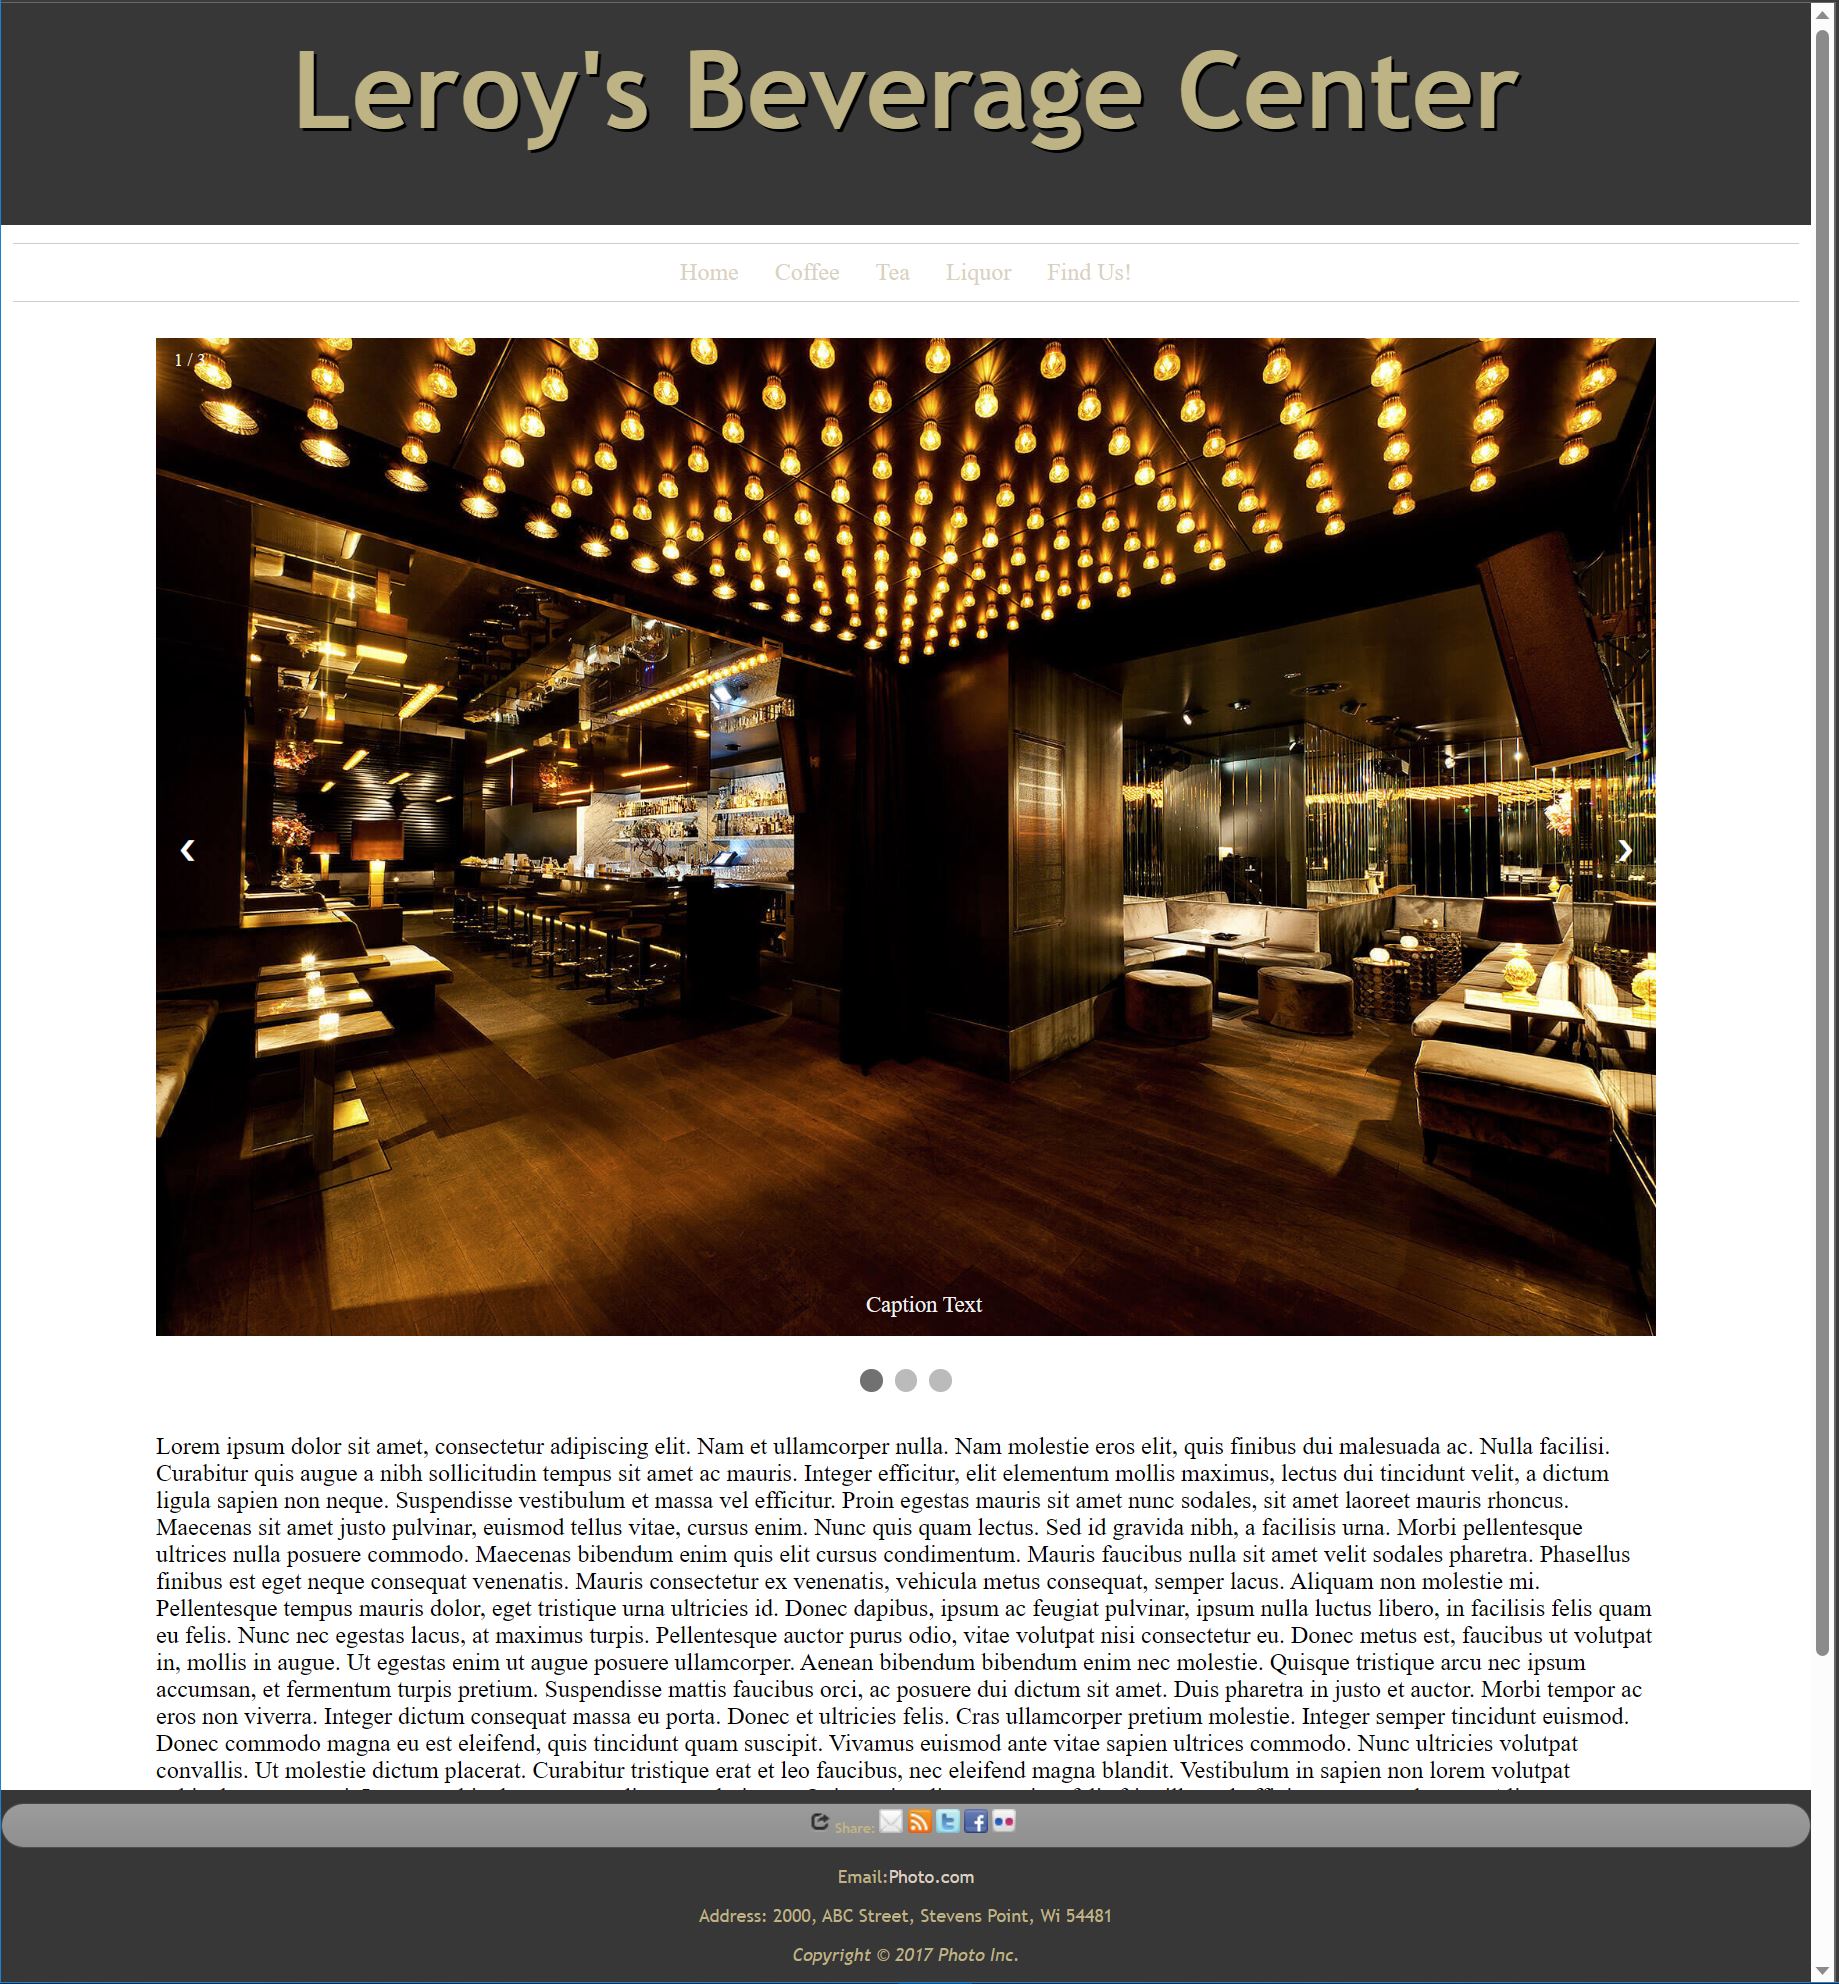 Leroy's Beverage Center
Home Coffee Tea Liquor Find Us!
1 / 3
❮ ❯
Caption Text
Lorem ipsum dolor sit amet, consectetur adipiscing elit. Nam et ullamcorper nulla. Nam molestie eros elit, quis finibus dui malesuada ac. Nulla facilisi.
Curabitur quis augue a nibh sollicitudin tempus sit amet ac mauris. Integer efficitur, elit elementum mollis maximus, lectus dui tincidunt velit, a dictum
ligula sapien non neque. Suspendisse vestibulum et massa vel efficitur. Proin egestas mauris sit amet nunc sodales, sit amet laoreet mauris rhoncus.
Maecenas sit amet justo pulvinar, euismod tellus vitae, cursus enim. Nunc quis quam lectus. Sed id gravida nibh, a facilisis urna. Morbi pellentesque
ultrices nulla posuere commodo. Maecenas bibendum enim quis elit cursus condimentum. Mauris faucibus nulla sit amet velit sodales pharetra. Phasellus
finibus est eget neque consequat venenatis. Mauris consectetur ex venenatis, vehicula metus consequat, semper lacus. Aliquam non molestie mi.
Pellentesque tempus mauris dolor, eget tristique urna ultricies id. Donec dapibus, ipsum ac feugiat pulvinar, ipsum nulla luctus libero, in facilisis felis quam
eu felis. Nunc nec egestas lacus, at maximus turpis. Pellentesque auctor purus odio, vitae volutpat nisi consectetur eu. Donec metus est, faucibus ut volutpat
in, mollis in augue. Ut egestas enim ut augue posuere ullamcorper. Aenean bibendum bibendum enim nec molestie. Quisque tristique arcu nec ipsum
accumsan, et fermentum turpis pretium. Suspendisse mattis faucibus orci, ac posuere dui dictum sit amet. Duis pharetra in justo et auctor. Morbi tempor ac
eros non viverra. Integer dictum consequat massa eu porta. Donec et ultricies felis. Cras ullamcorper pretium molestie. Integer semper tincidunt euismod.
Donec commodo magna eu est eleifend, quis tincidunt quam suscipit. Vivamus euismod ante vitae sapien ultrices commodo. Nunc ultricies volutpat
convallis. Ut molestie dictum placerat. Curabitur tristique erat et leo faucibus, nec eleifend magna blandit. Vestibulum in sapien non lorem volutpat
Share:
Email:Photo.com
Address: 2000, ABC Street, Stevens Point, Wi 54481
Copyright © 2017 Photo Inc.